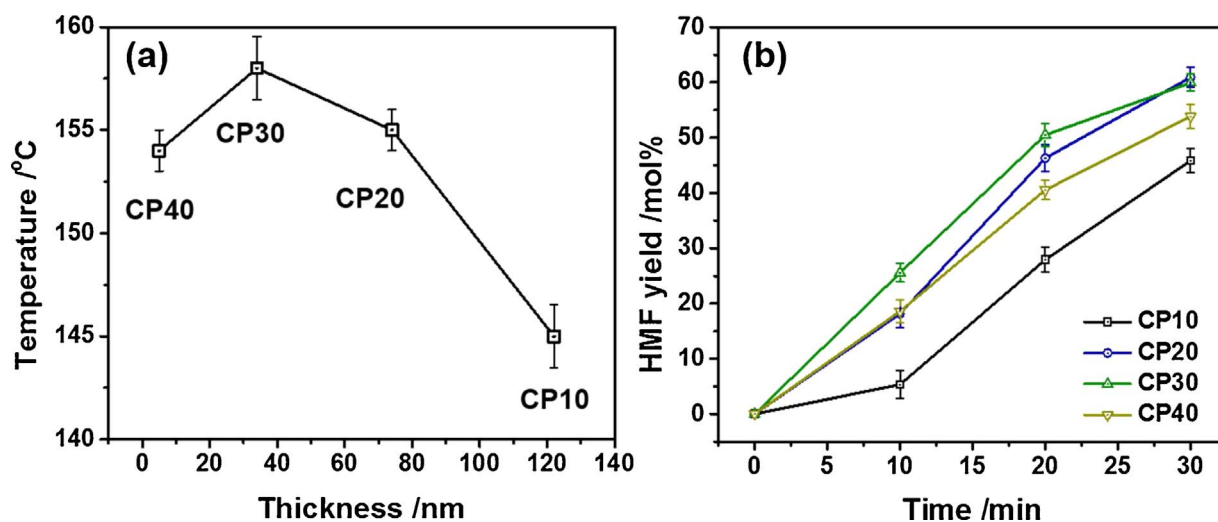 (a)
160
155
150
145
140
Temperature /°C
CP40
CP30
CP20
CP10
0 20 40 60 80 100 120 140
Thickness /nm
(b)
70
60
50
40
30
20
10
0
HMF yield /mol%
CP10
CP20
CP30
CP40
0 5 10 15 20 25 30
Time /min